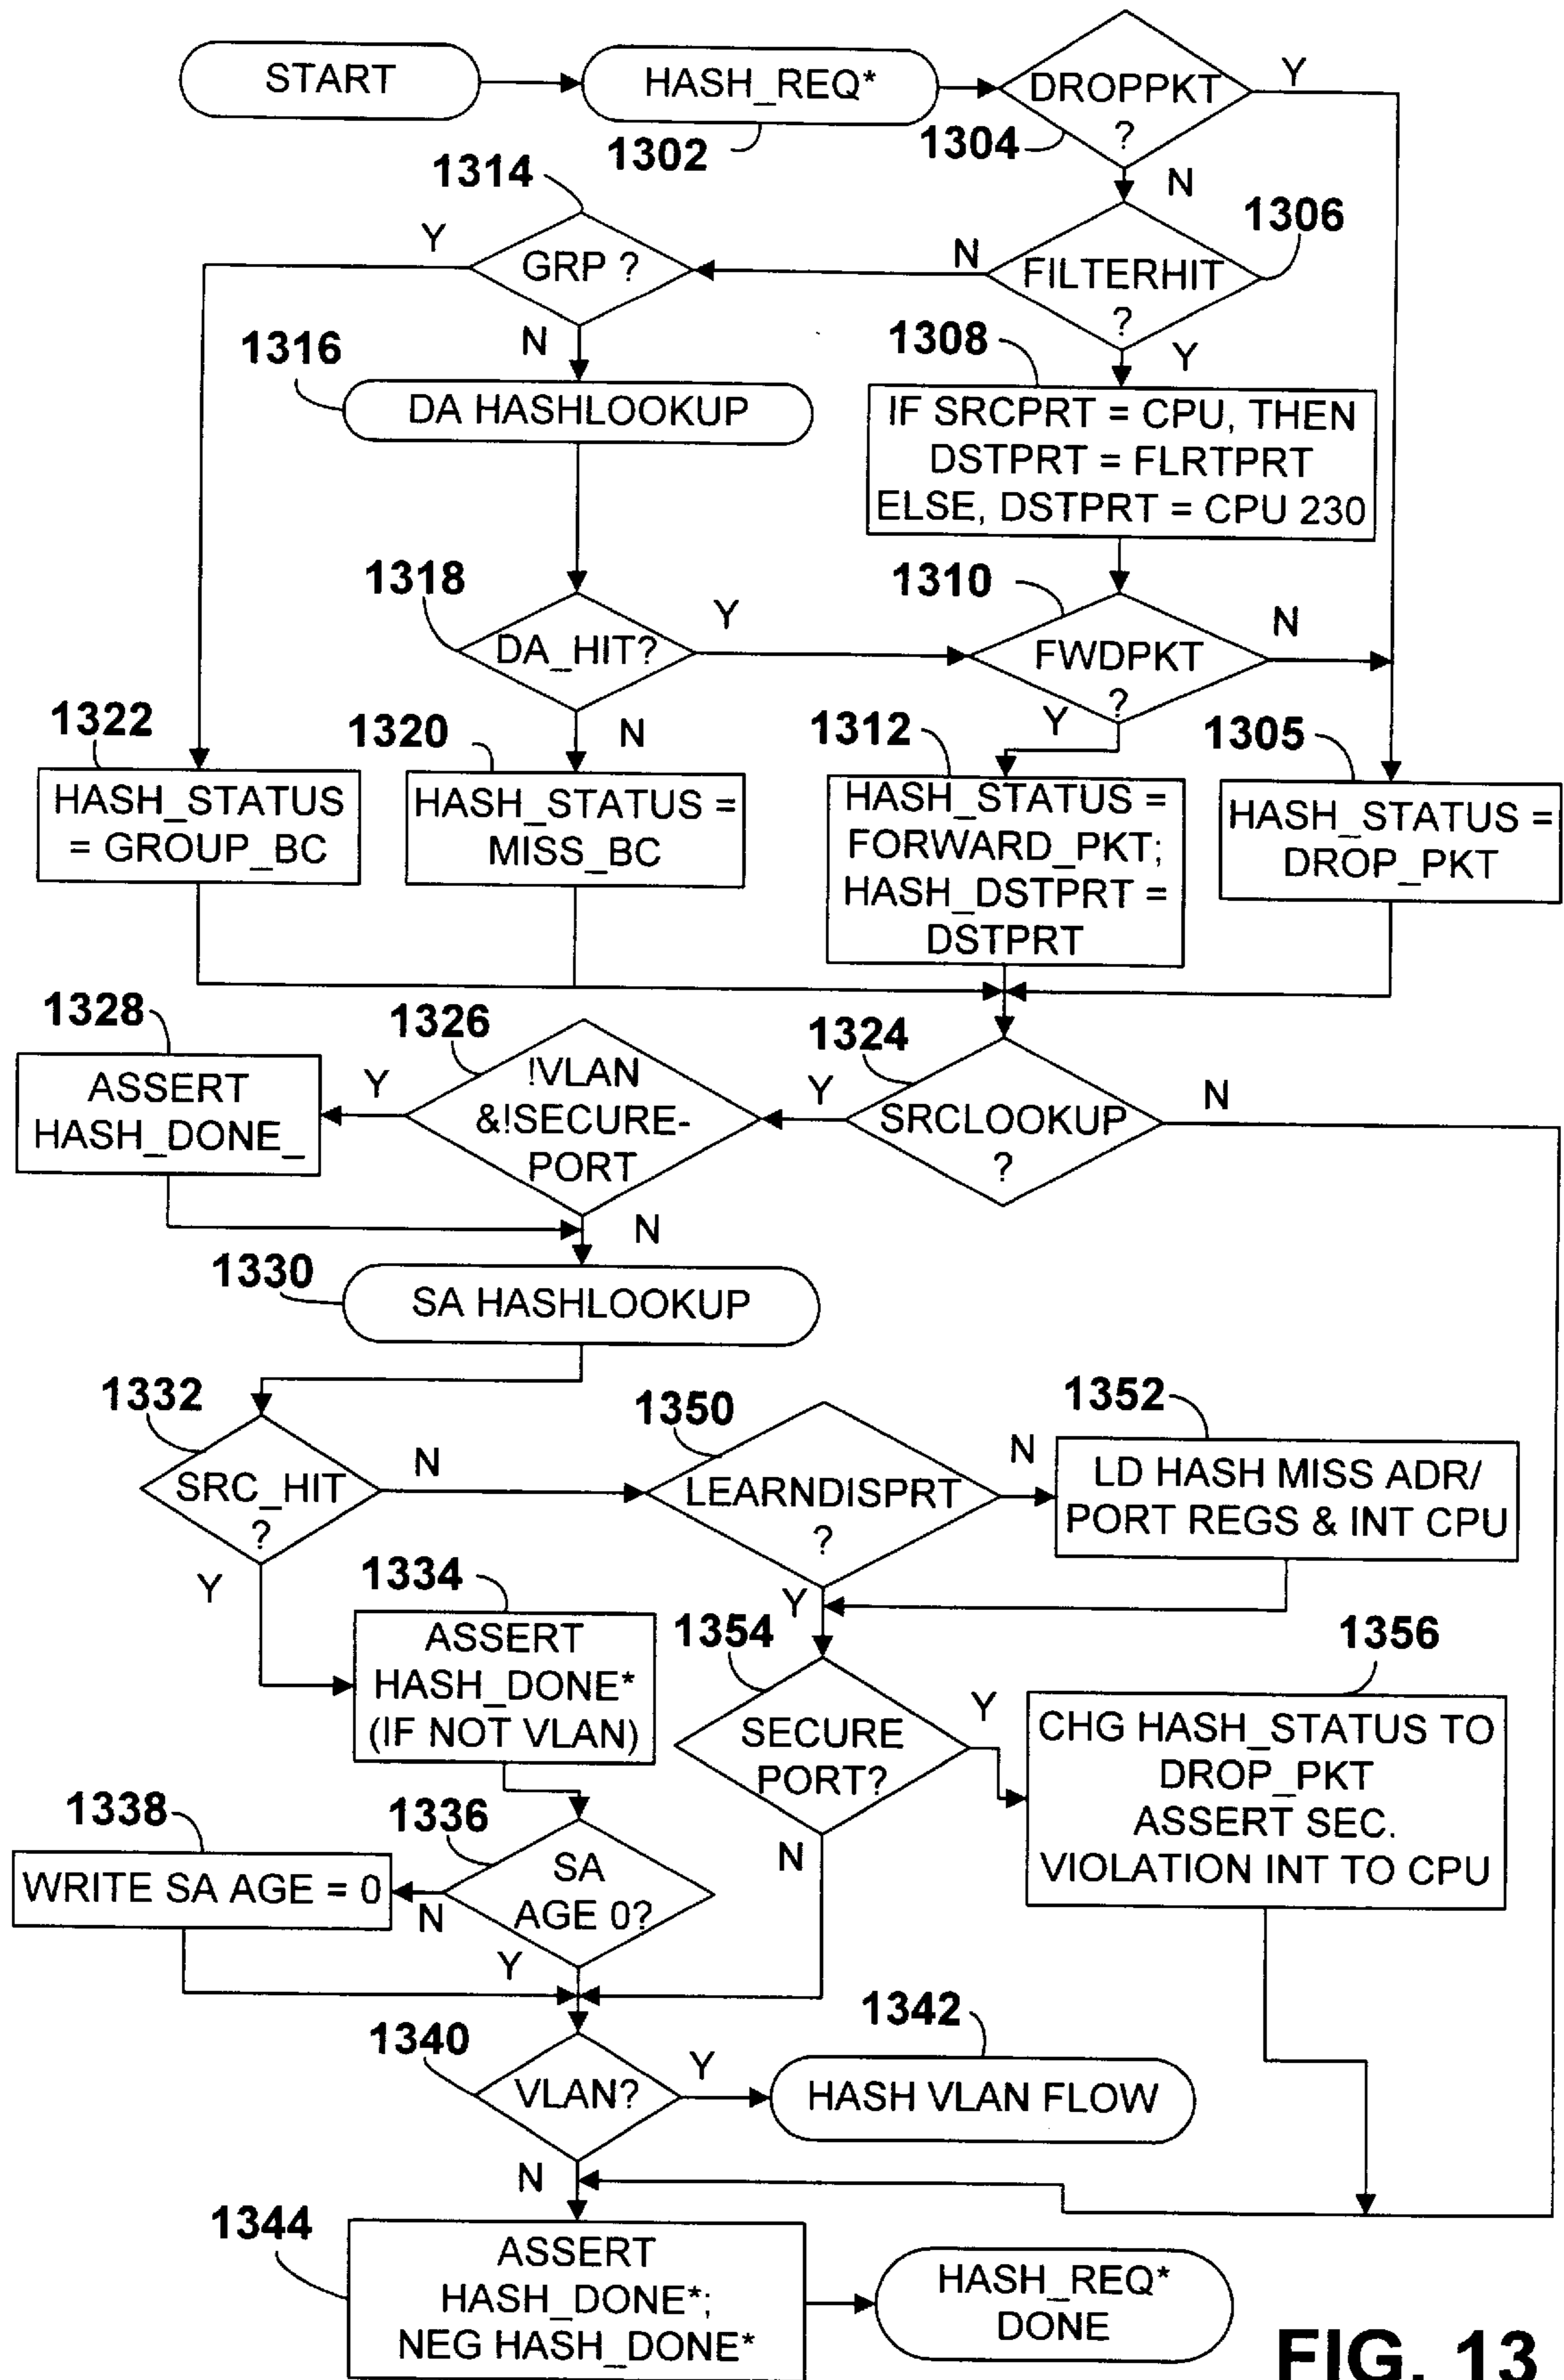 START
HASH_REQ*
1302
DROPPKT
?
1304
Y
N
1314
Y
GRP ?
N
FILTERHIT
?
1306
N
1316
DA HASHLOOKUP
1308
Y
IF SRCPRT = CPU, THEN
DSTPRT = FLRTPRT
ELSE, DSTPRT = CPU 230
1318
DA_HIT?
Y
1310
FWDPKT
?
N
1322
HASH_STATUS
= GROUP_BC
1320
N
HASH_STATUS =
MISS_BC
1312
Y
HASH_STATUS =
FORWARD_PKT;
HASH_DSTPRT =
DSTPRT
1305
HASH_STATUS =
DROP_PKT
1328
ASSERT
HASH_DONE_
Y
1326
!VLAN
&!SECURE-
PORT
N
1324
Y
SRCLOOKUP
?
N
1330
SA HASHLOOKUP
1332
SRC_HIT
?
N
Y
1350
LEARNDISPRT
?
N
Y
1352
LD HASH MISS ADR/
PORT REGS & INT CPU
1334
ASSERT
HASH_DONE*
(IF NOT VLAN)
1354
SECURE
PORT?
Y
N
1356
CHG HASH_STATUS TO
DROP_PKT
ASSERT SEC.
VIOLATION INT TO CPU
1338
WRITE SA AGE = 0
1336
SA
AGE 0?
N
Y
1340
VLAN?
Y
1342
HASH VLAN FLOW
N
1344
ASSERT
HASH_DONE*;
NEG HASH_DONE*
HASH_REQ*
DONE
FIG. 13